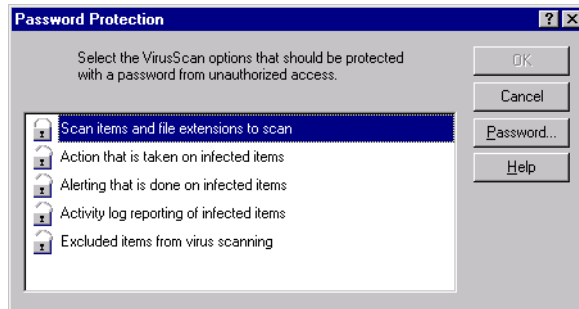 Password Protection
Select the VirusScan options that should be protected
with a password from unauthorized access.
OK
Cancel
Password...
Help
Scan items and file extensions to scan
Action that is taken on infected items
Alerting that is done on infected items
Activity log reporting of infected items
Excluded items from virus scanning